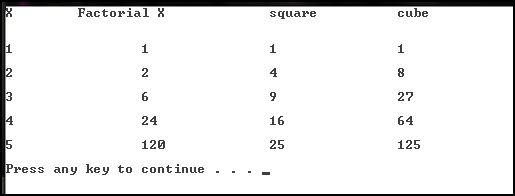 X Factorial X square cube
1 1 1 1
2 2 4 8
3 6 9 27
4 24 16 64
5 120 25 125
Press any key to continue . . . _